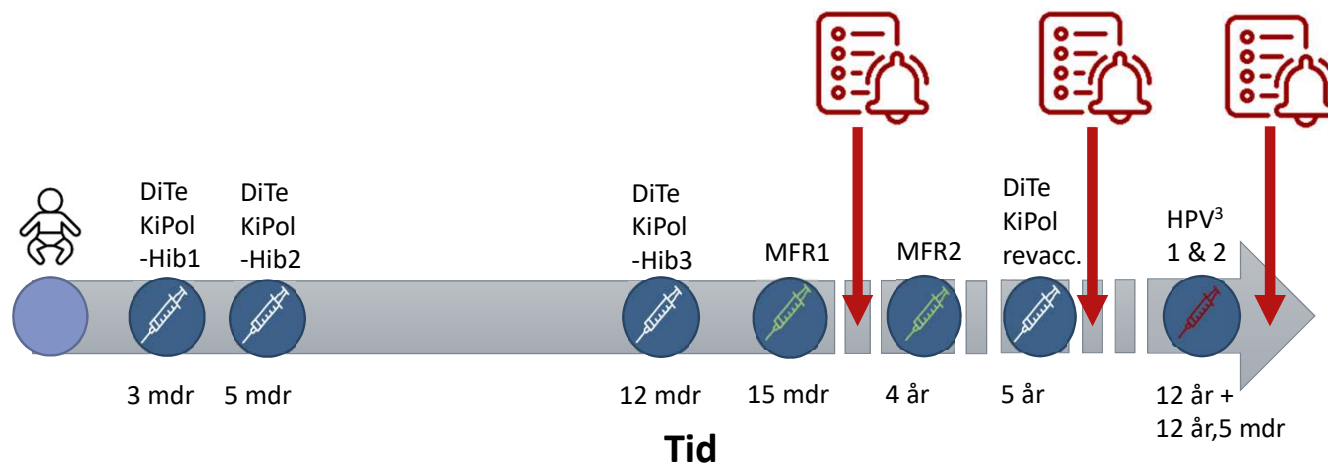 DiTe
KiPol
-Hib1
DiTe
KiPol
-Hib2
DiTe
KiPol
-Hib3
MFR1
MFR2
DiTe
KiPol
revacc.
HPV³
1 & 2
3 mdr
5 mdr
12 mdr
15 mdr
4 år
5 år
12 år +
12 år,5 mdr
Tid